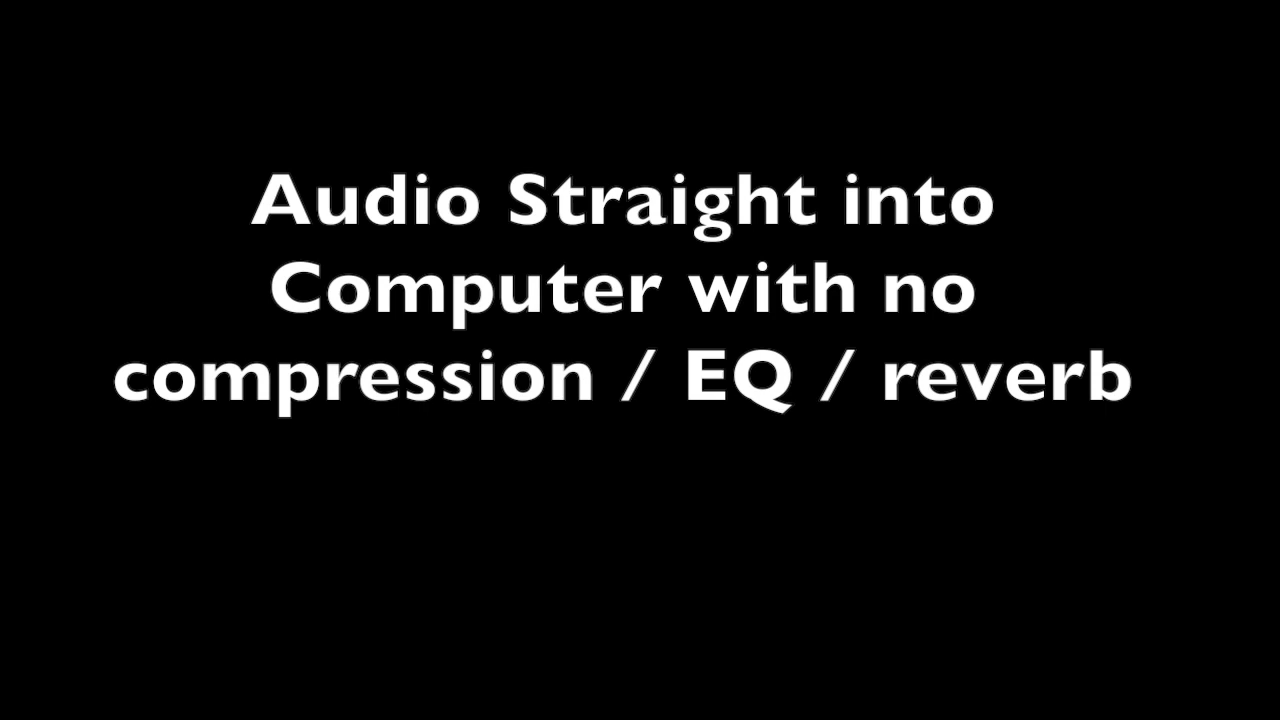 Audio Straight into
Computer with no
compression / EQ / reverb